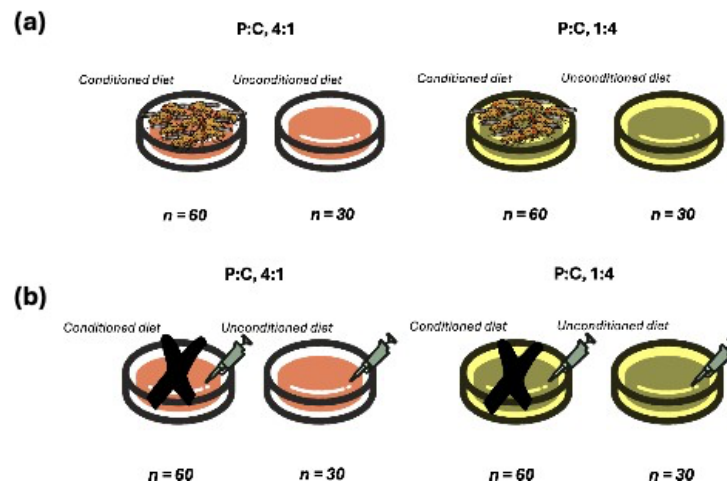 (a)
P:C, 4:1 P:C, 1:4
Conditioned diet Unconditioned diet Conditioned diet Unconditioned diet
n = 60 n = 30 n = 60 n = 30
P:C, 4:1 P:C, 1:4
(b)
Conditioned diet Unconditioned diet Conditioned diet Unconditioned diet
n = 60 n = 30 n = 60 n = 30